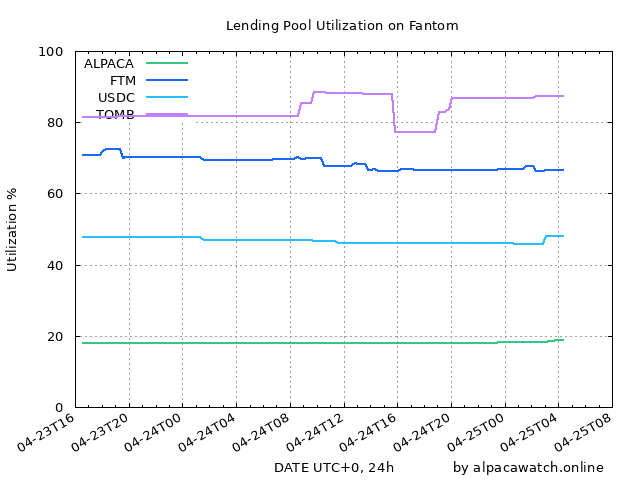 Lending Pool Utilization on Fantom
100
80
60
40
20
0
Utilization %
ALPACA
FTM
USDC
TOMB
04-23T16
04-23T20
04-24T00
04-24T04
04-24T08
04-24T12
04-24T16
04-24T20
04-25T00
04-25T04
04-25T08
DATE UTC+0, 24h
by alpacawatch.online